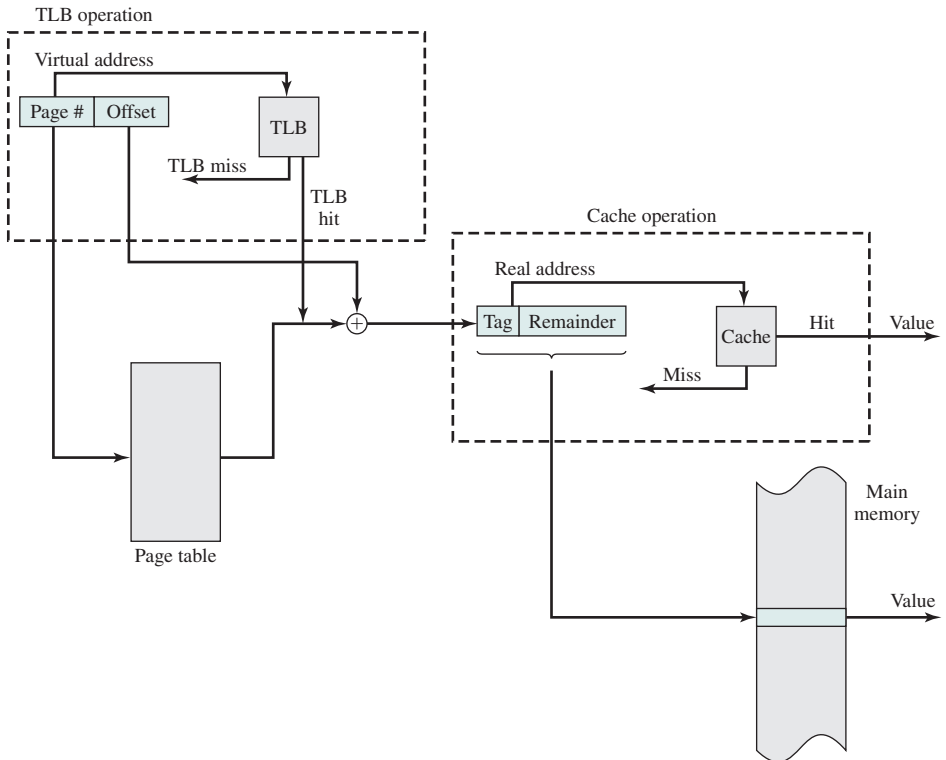 TLB operation
Virtual address
Page # Offset
TLB
TLB miss
TLB
hit
Cache operation
Real address
Tag Remainder
Cache
Hit
Value
Miss
Page table
Main
memory
Value